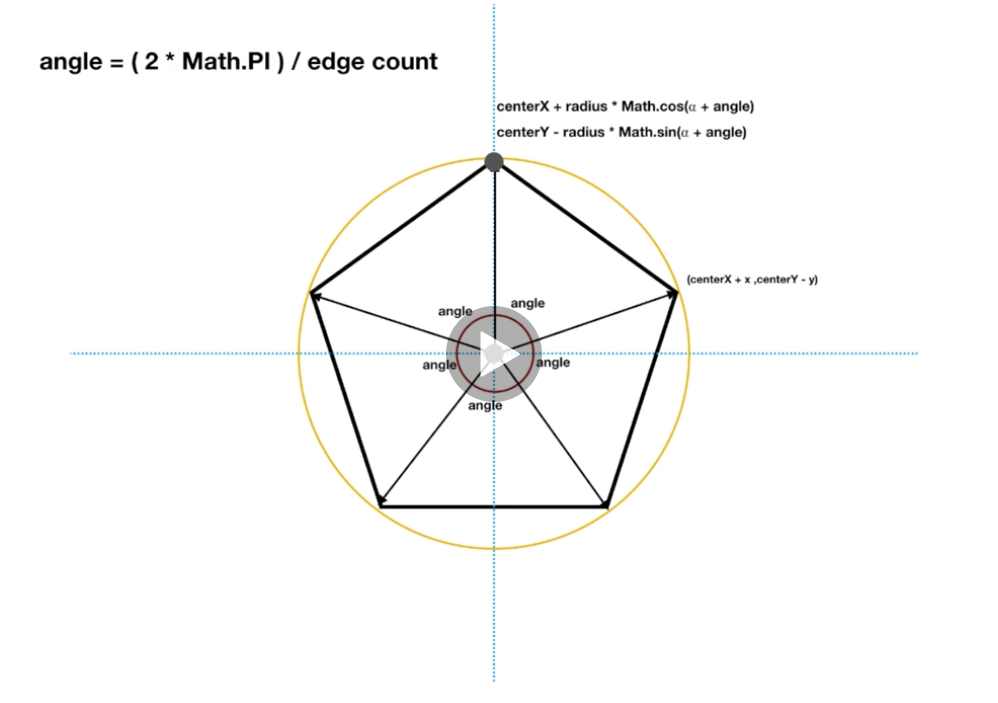 angle = ( 2 * Math.PI ) / edge count
centerX + radius * Math.cos(α + angle)
centerY - radius * Math.sin(α + angle)
(centerX + x ,centerY - y)
angle
angle
angle
angle
angle